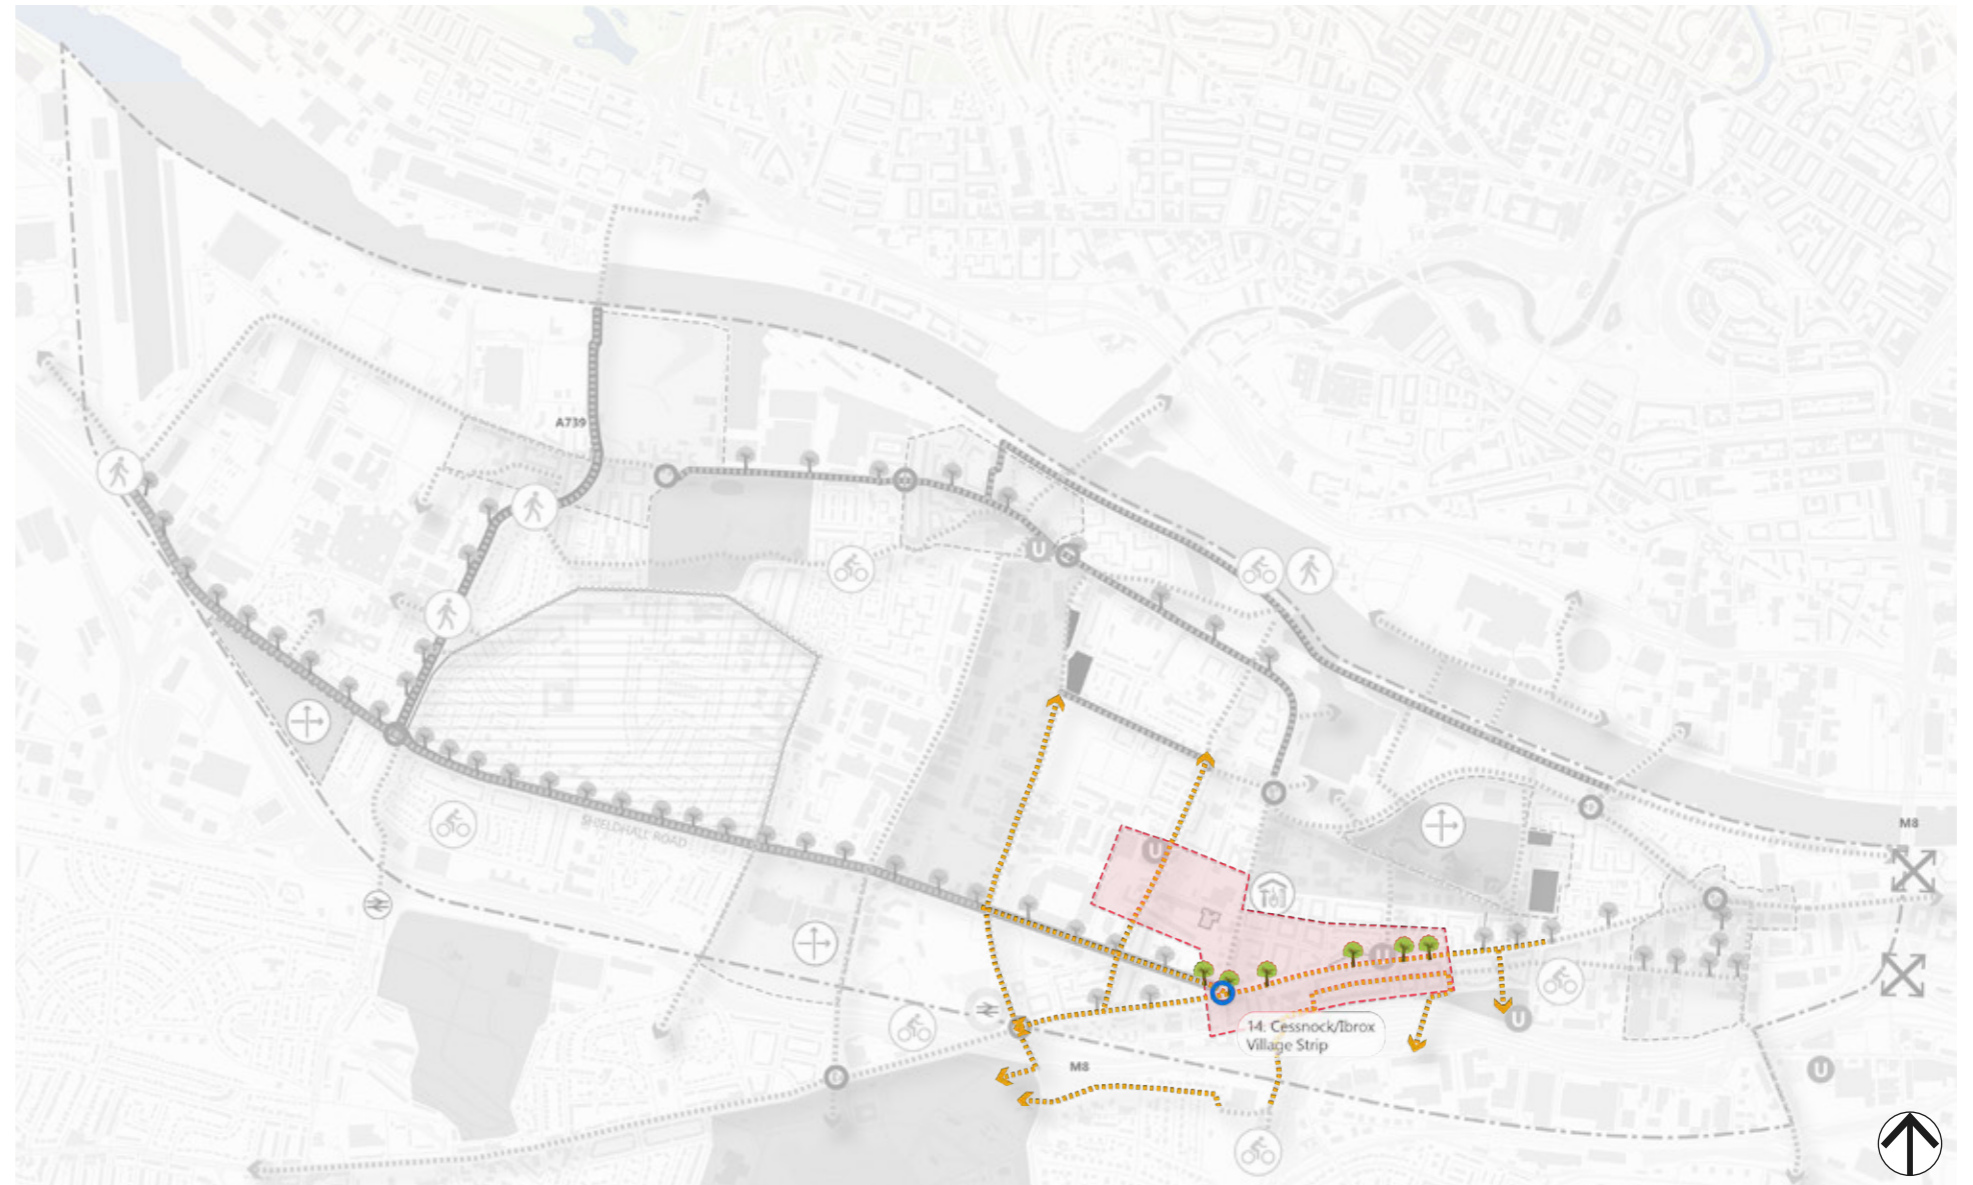 A739
U
SHIELDHALL ROAD
M8
U
U
14. Cessnock/Ibrox
Village Strip
U
M8
U